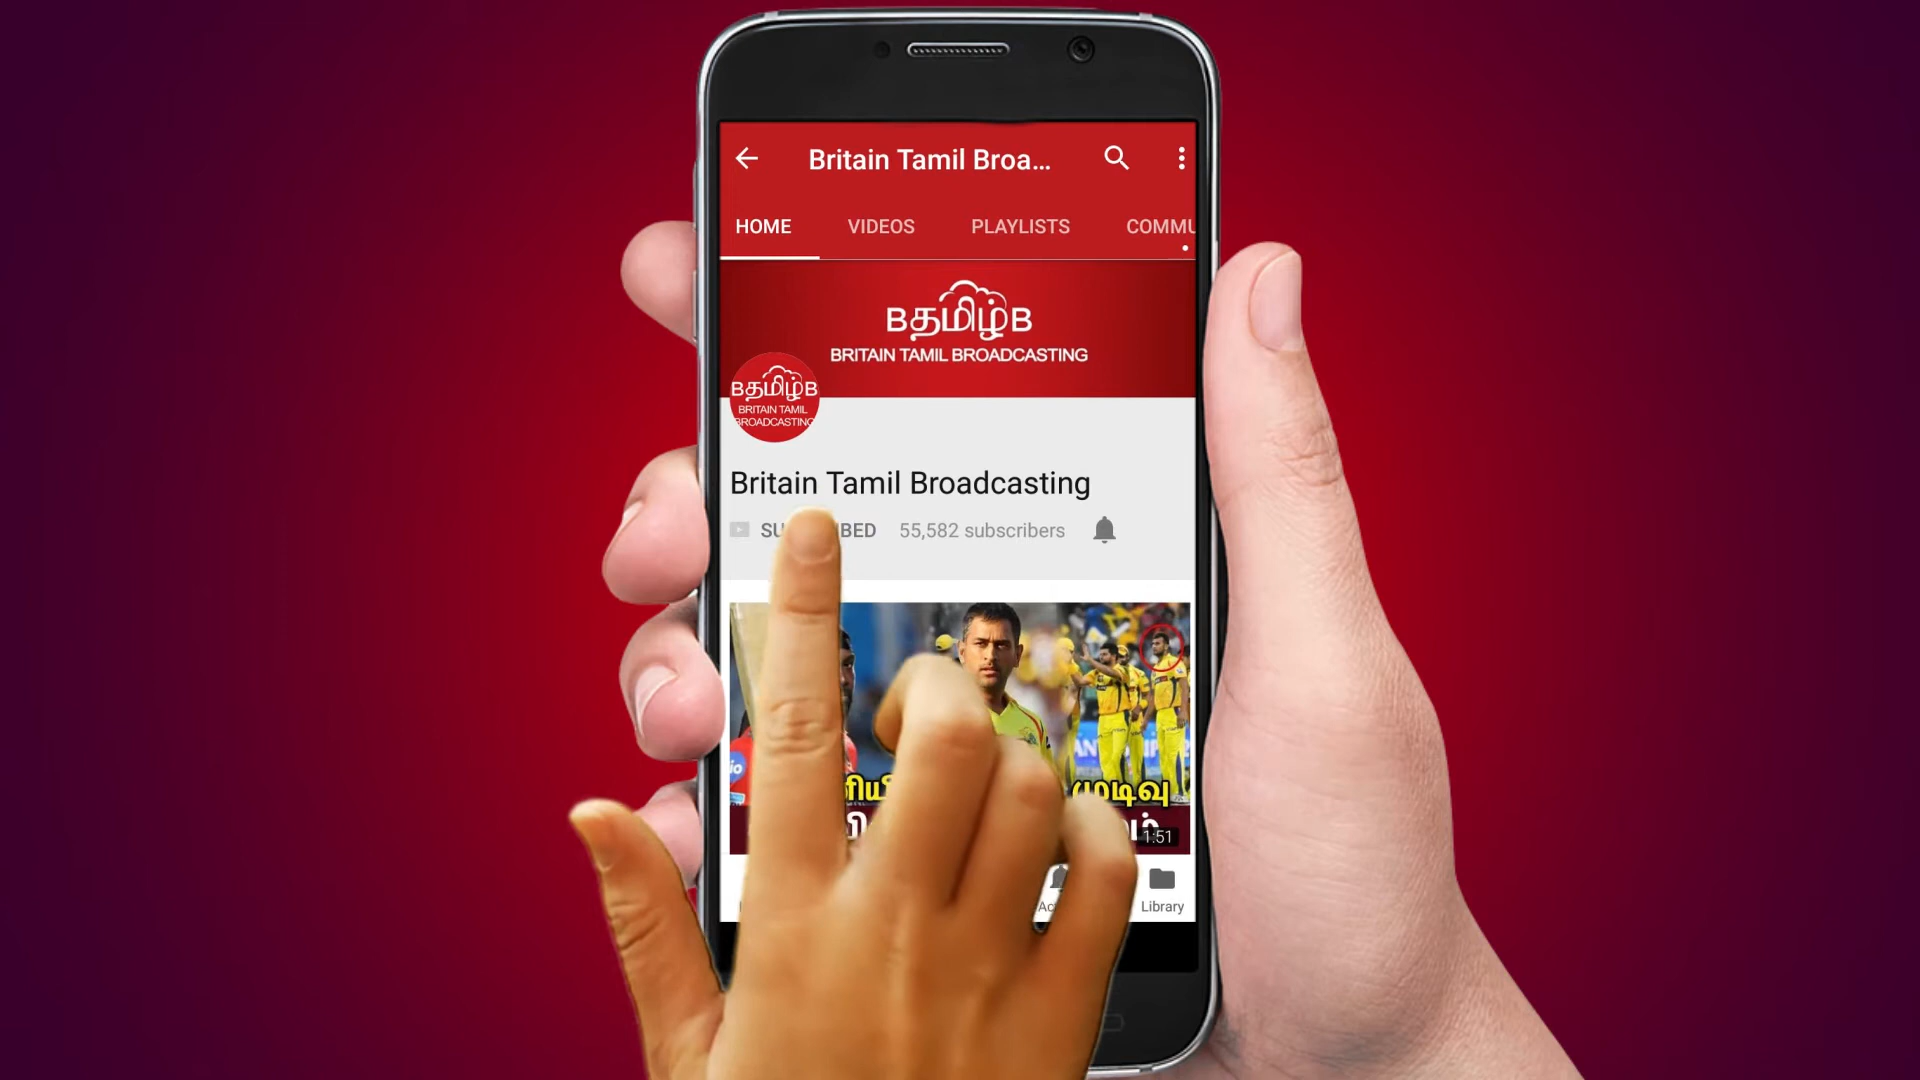 Britain Tamil Broa...
HOME VIDEOS PLAYLISTS COMMU
Bதமிழ்B
BRITAIN TAMIL BROADCASTING
Bதமிழ்B
BRITAIN TAMIL
BROADCASTING
Britain Tamil Broadcasting
55,582 subscribers
முடிவு
1:51
Library